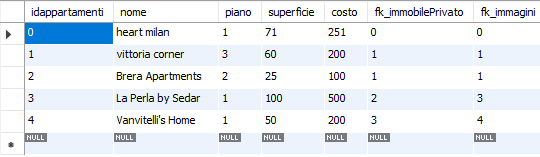 idappartamenti nome piano superficie costo fk_immobilePrivato fk_immagini
0 heart milan 1 71 251 0 0
1 vittoria corner 3 60 200 1 1
2 Brera Apartments 2 25 100 1 1
3 La Perla by Sedar 1 100 500 2 3
4 Vanvitelli's Home 1 50 200 3 4
NULL NULL NULL NULL NULL NULL NULL